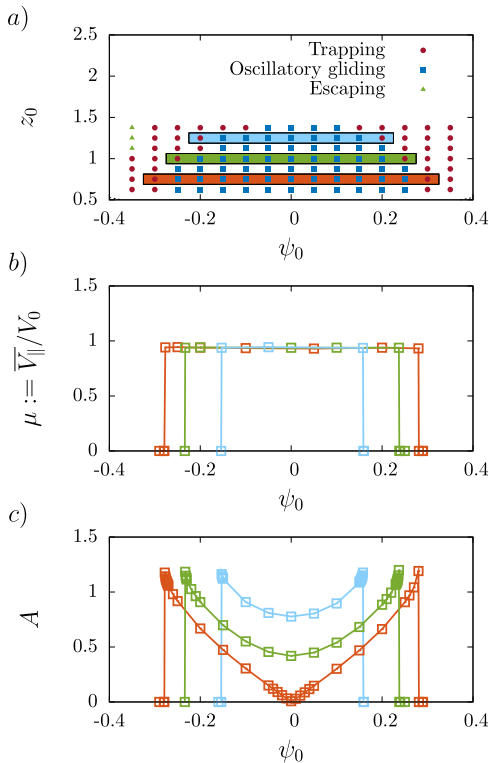 a)
2.5
2
1.5
1
0.5
z₀
Trapping
Oscillatory gliding
Escaping
-0.4 -0.2 0 0.2 0.4
ψ₀
b)
1.5
1
0.5
0
μ := V̅∥/V₀
-0.4 -0.2 0 0.2 0.4
ψ₀
c)
1.5
1
0.5
0
A
-0.4 -0.2 0 0.2 0.4
ψ₀